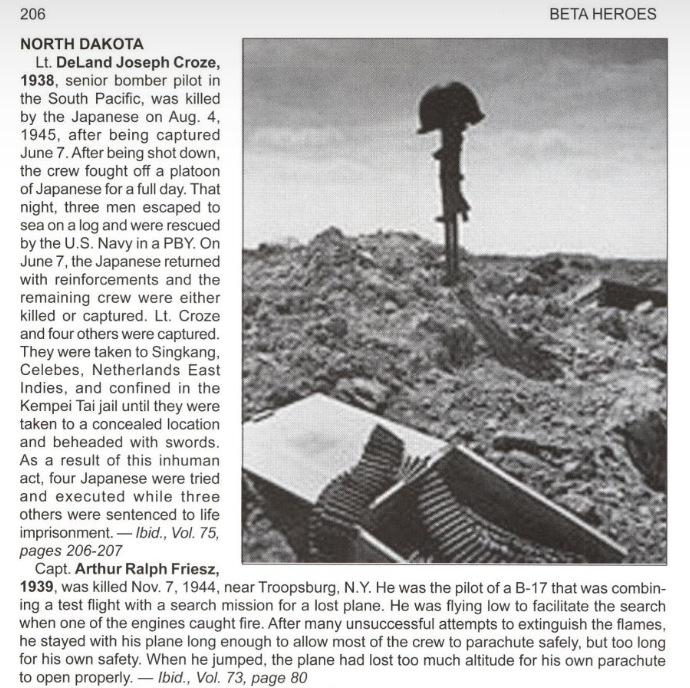 206
BETA HEROES
NORTH DAKOTA
Lt. DeLand Joseph Croze,
1938, senior bomber pilot in
the South Pacific, was killed
by the Japanese on Aug. 4,
1945, after being captured
June 7. After being shot down,
the crew fought off a platoon
of Japanese for a full day. That
night, three men escaped to
sea on a log and were rescued
by the U.S. Navy in a PBY. On
June 7, the Japanese returned
with reinforcements and the
remaining crew were either
killed or captured. Lt. Croze
and four others were captured.
They were taken to Singkang,
Celebes, Netherlands East
Indies, and confined in the
Kempei Tai jail until they were
taken to a concealed location
and beheaded with swords.
As a result of this inhuman
act, four Japanese were tried
and executed while three
others were sentenced to life
imprisonment. — Ibid., Vol. 75,
pages 206-207
Capt. Arthur Ralph Friesz,
1939, was killed Nov. 7, 1944, near Troopsburg, N.Y. He was the pilot of a B-17 that was combin-
ing a test flight with a search mission for a lost plane. He was flying low to facilitate the search
when one of the engines caught fire. After many unsuccessful attempts to extinguish the flames,
he stayed with his plane long enough to allow most of the crew to parachute safely, but too long
for his own safety. When he jumped, the plane had lost too much altitude for his own parachute
to open properly. — Ibid., Vol. 73, page 80